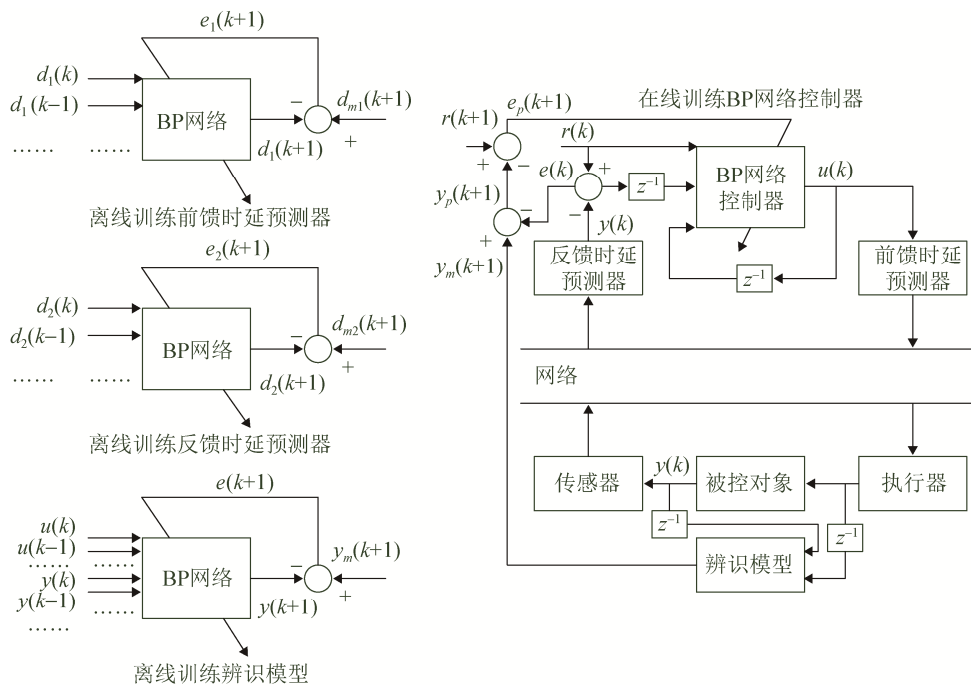 e₁(k+1)
d₁(k)
d₁(k−1)
BP网络
−
dₘ₁(k+1)
+
d₁(k+1)
…… ……
离线训练前馈时延预测器
e₂(k+1)
d₂(k)
d₂(k−1)
BP网络
−
dₘ₂(k+1)
+
d₂(k+1)
…… ……
离线训练反馈时延预测器
e(k+1)
u(k)
u(k−1)
…… ……
y(k)
y(k−1)
……
……
BP网络
−
yₘ(k+1)
+
y(k+1)
离线训练辨识模型
在线训练BP网络控制器
eₚ(k+1)
r(k+1)
r(k)
+
−
e(k)
+
z⁻¹
BP网络
控制器
u(k)
yₚ(k+1)
−
+
−
y(k)
yₘ(k+1)
反馈时延
预测器
z⁻¹
前馈时延
预测器
网络
传感器
y(k)
被控对象
执行器
z⁻¹
z⁻¹
辨识模型